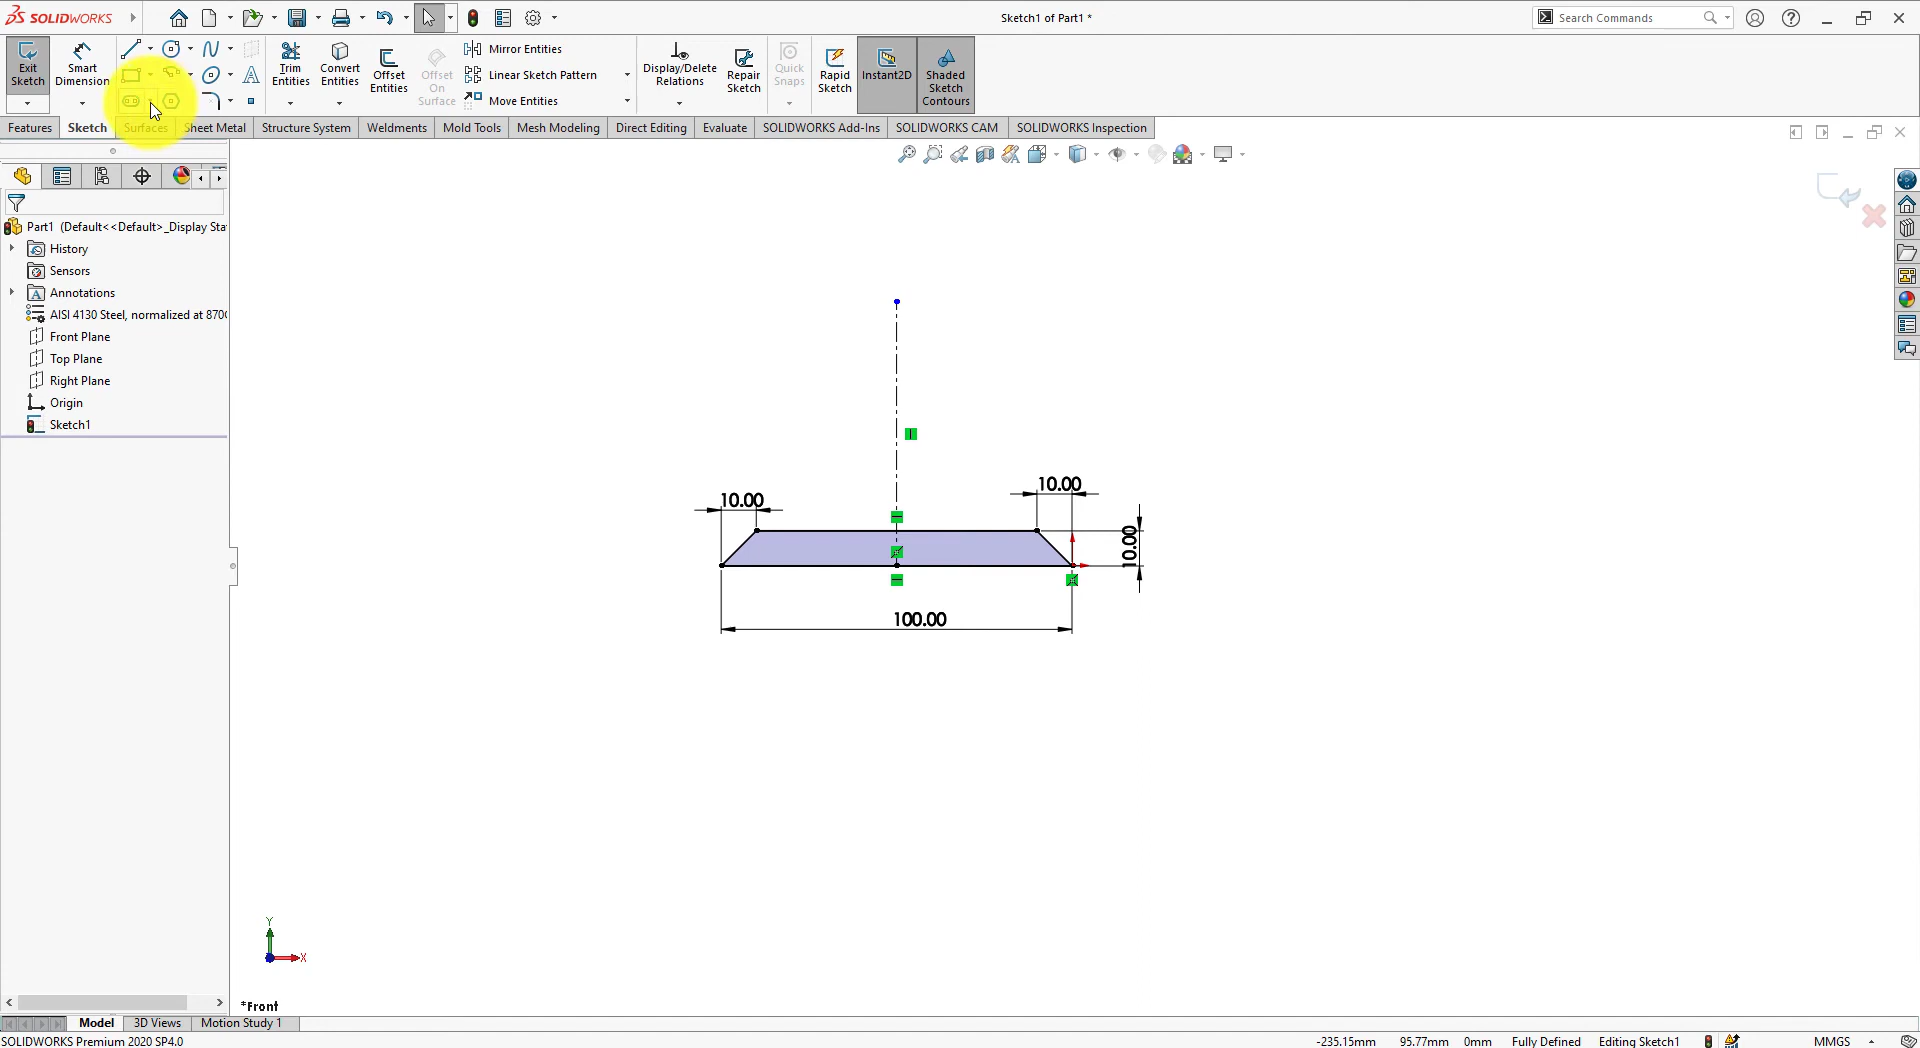 SOLIDWORKS
Sketch1 of Part1 *
Search Commands
Exit Sketch
Smart Dimension
Trim Entities
Convert Entities
Offset Entities
Offset On Surface
Mirror Entities
Linear Sketch Pattern
Move Entities
Display/Delete Relations
Repair Sketch
Quick Snaps
Rapid Sketch
Instant2D
Shaded Sketch Contours
Features
Sketch
Surfaces
Sheet Metal
Structure System
Weldments
Mold Tools
Mesh Modeling
Direct Editing
Evaluate
SOLIDWORKS Add-Ins
SOLIDWORKS CAM
SOLIDWORKS Inspection
Part1 (Default<<Default>_Display Sta
History
Sensors
Annotations
AISI 4130 Steel, normalized at 870
Front Plane
Top Plane
Right Plane
Origin
Sketch1
10.00
10.00
10.00
100.00
Y
X
*Front
Model
3D Views
Motion Study 1
SOLIDWORKS Premium 2020 SP4.0
-235.15mm
95.77mm
0mm
Fully Defined
Editing Sketch1
MMGS